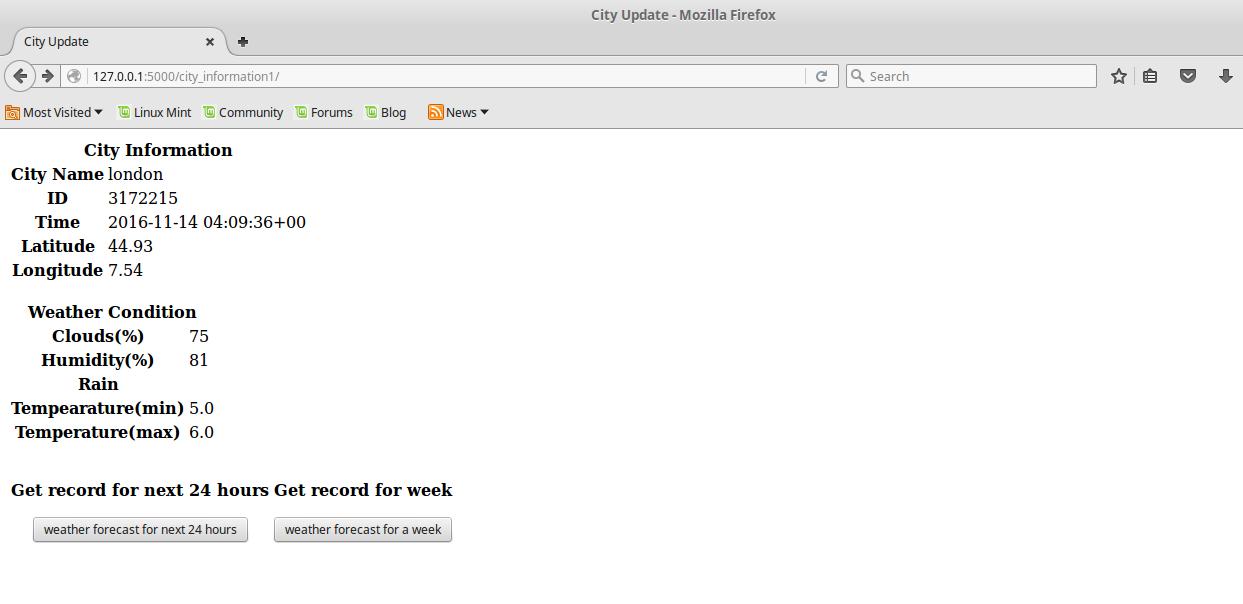 City Update - Mozilla Firefox
City Update
127.0.0.1:5000/city_information1/
Search
Most Visited Linux Mint Community Forums Blog News
City Information
City Name london
ID 3172215
Time 2016-11-14 04:09:36+00
Latitude 44.93
Longitude 7.54
Weather Condition
Clouds(%) 75
Humidity(%) 81
Rain
Tempearature(min) 5.0
Temperature(max) 6.0
Get record for next 24 hours Get record for week
weather forecast for next 24 hours weather forecast for a week